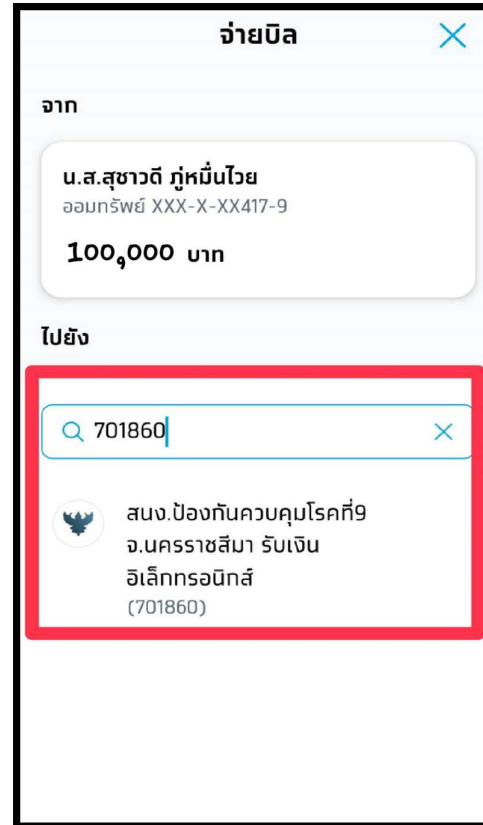 จ่ายบิล
จาก
น.ส.สุชาวดี ภู่หมื่นไวย
ออมทรัพย์ XXX-X-XX417-9
100,000 บาท
ไปยัง
701860
สนง.ป้องกันควบคุมโรคที่9
จ.นครราชสีมา รับเงิน
อิเล็กทรอนิกส์
(701860)